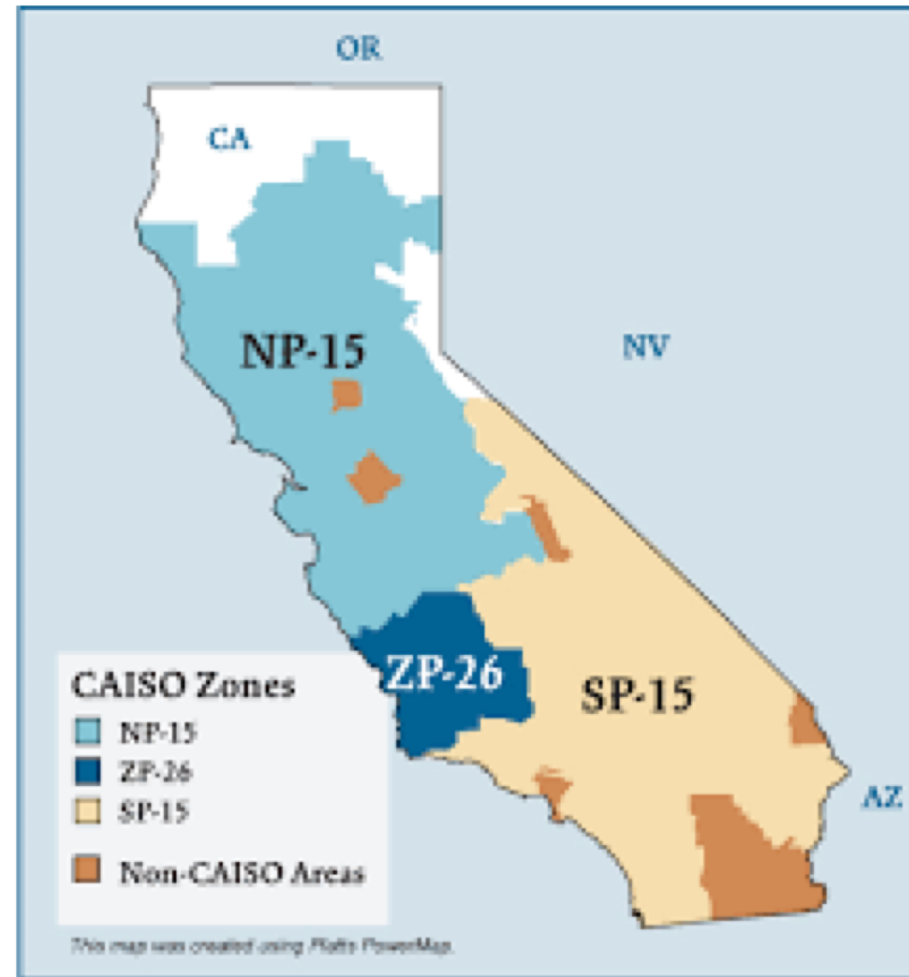 OR
CA
NP-15
NV
ZP-26
SP-15
AZ
CAISO Zones
NP-15
ZP-26
SP-15
Non-CAISO Areas
This map was created using Platts PowerMap.